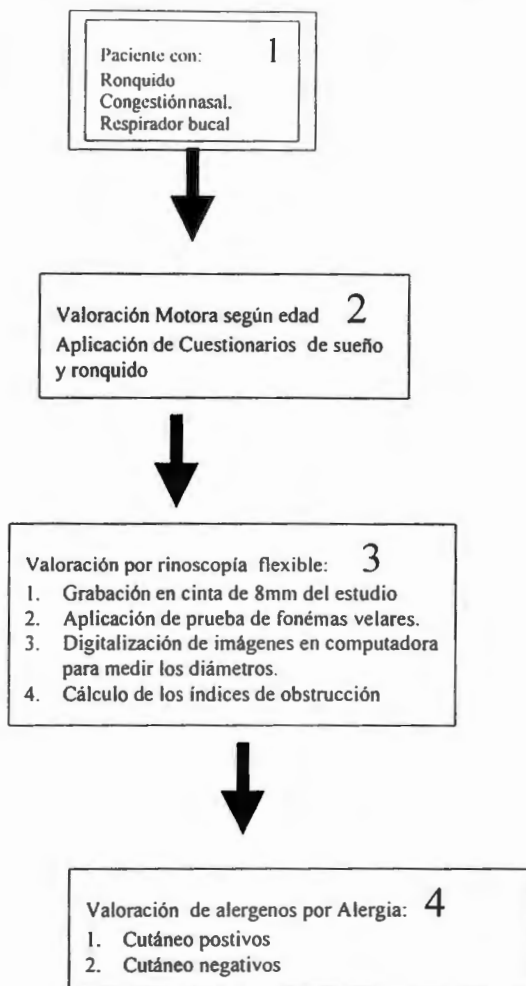 Paciente con: 1
Ronquido
Congestión nasal.
Respirador bucal
Valoración Motora según edad 2
Aplicación de Cuestionarios de sueño
y ronquido
Valoración por rinoscopía flexible: 3
1. Grabación en cinta de 8mm del estudio
2. Aplicación de prueba de fonémas velares.
3. Digitalización de imágenes en computadora
para medir los diámetros.
4. Cálculo de los índices de obstrucción
Valoración de alergenos por Alergia: 4
1. Cutáneo postivos
2. Cutáneo negativos